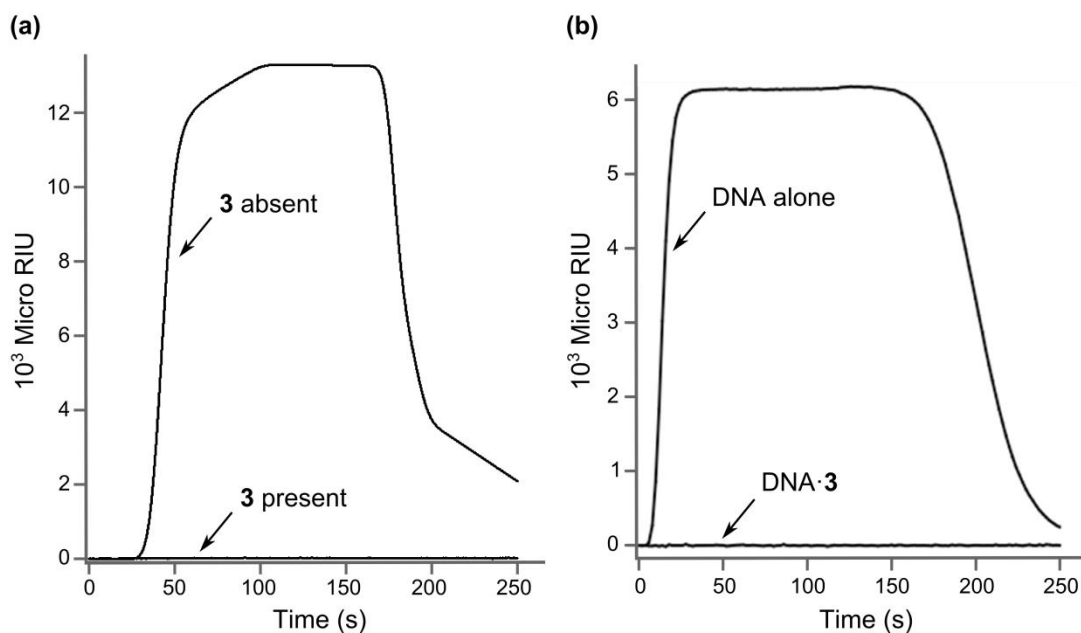 (a)
10³ Micro RIU
12
10
8
6
4
2
0
3 absent
3 present
0 50 100 150 200 250
Time (s)
(b)
10³ Micro RIU
6
5
4
3
2
1
0
DNA alone
DNA·3
0 50 100 150 200 250
Time (s)